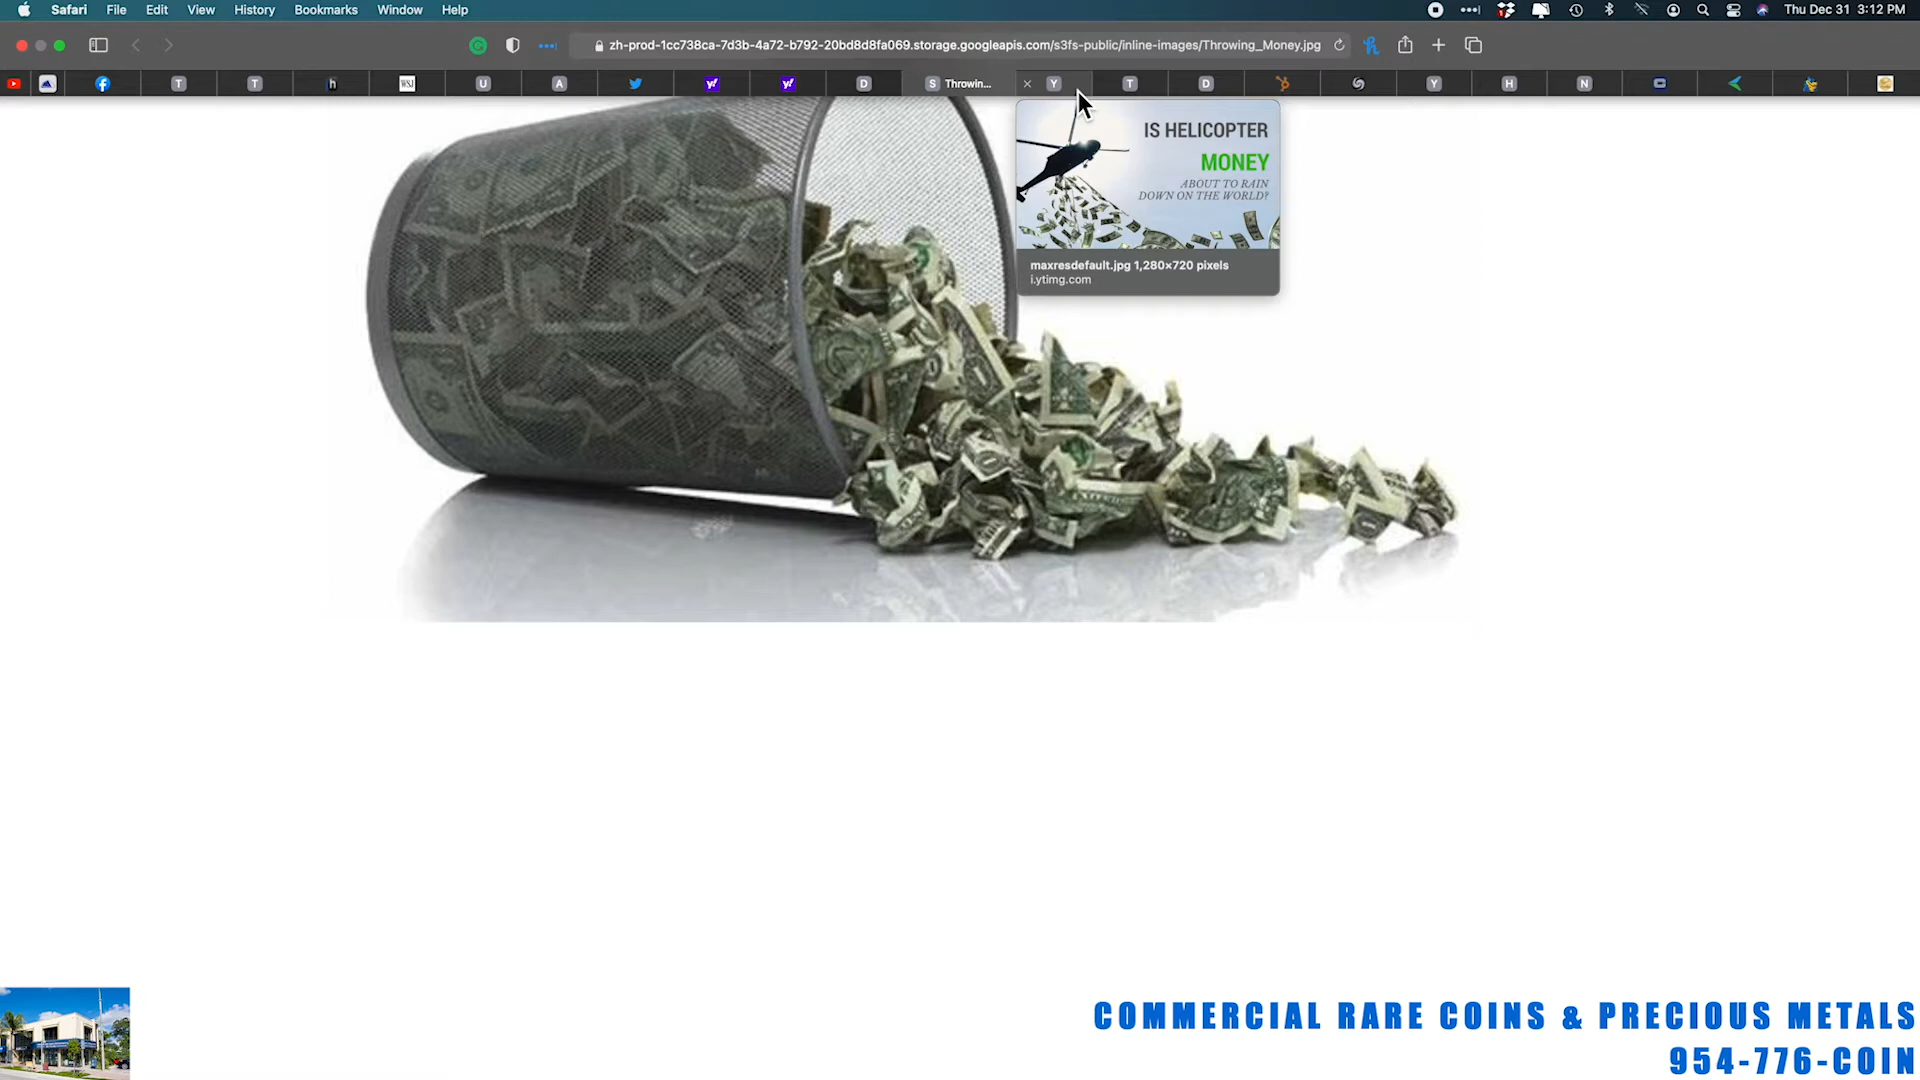 Safari File Edit View History Bookmarks Window Help Thu Dec 31 3:12 PM
zh-prod-1cc738ca-7d3b-4a72-b792-20bd8d8fa069.storage.googleapis.com/s3fs-public/inline-images/Throwing_Money.jpg
T T h WSJ U A y! y! D S Throwin... Y T D Y H N
IS HELICOPTER
MONEY
ABOUT TO RAIN
DOWN ON THE WORLD?
maxresdefault.jpg 1,280×720 pixels
i.ytimg.com
COMMERCIAL RARE COINS & PRECIOUS METALS
954-776-COIN